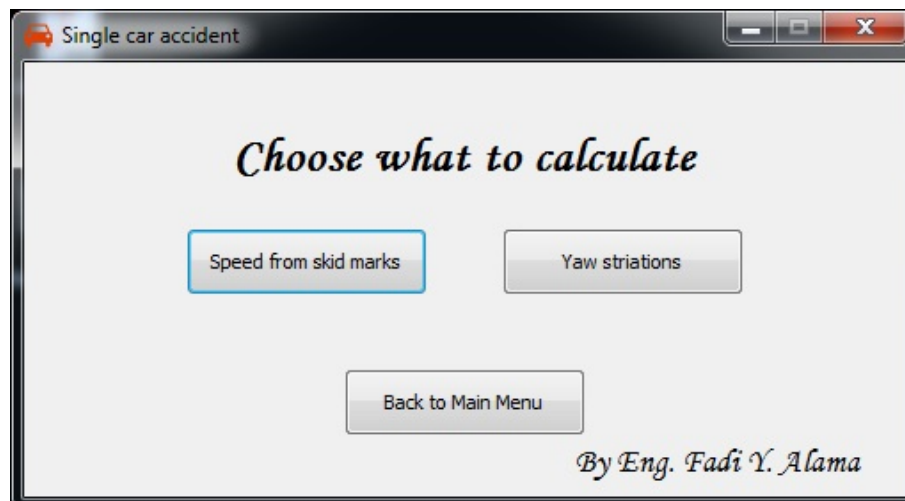 Single car accident
Choose what to calculate
Speed from skid marks
Yaw striations
Back to Main Menu
By Eng. Fadi Y. Alama